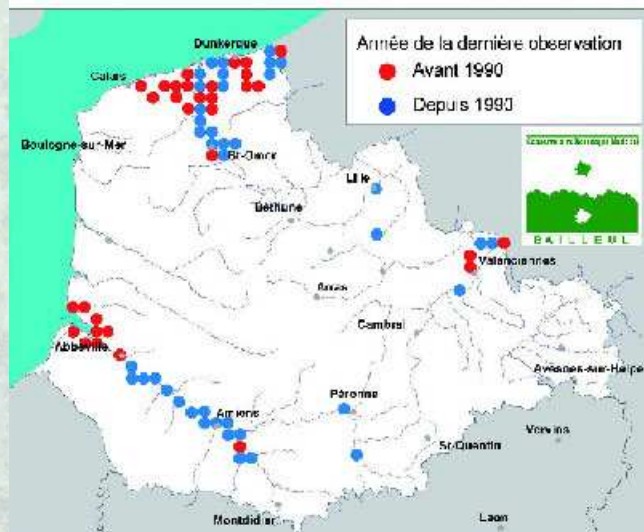 Année de la dernière observation
Avant 1990
Depuis 1990
Dunkerque
Calais
Boulogne-sur-Mer
St-Omer
Lille
Béthune
BAILLEUL
Valenciennes
Arras
Cambrai
Abbeville
Avesnes-sur-Helpe
Péronne
Amiens
St-Quentin
Vervins
Montdidier
Laon